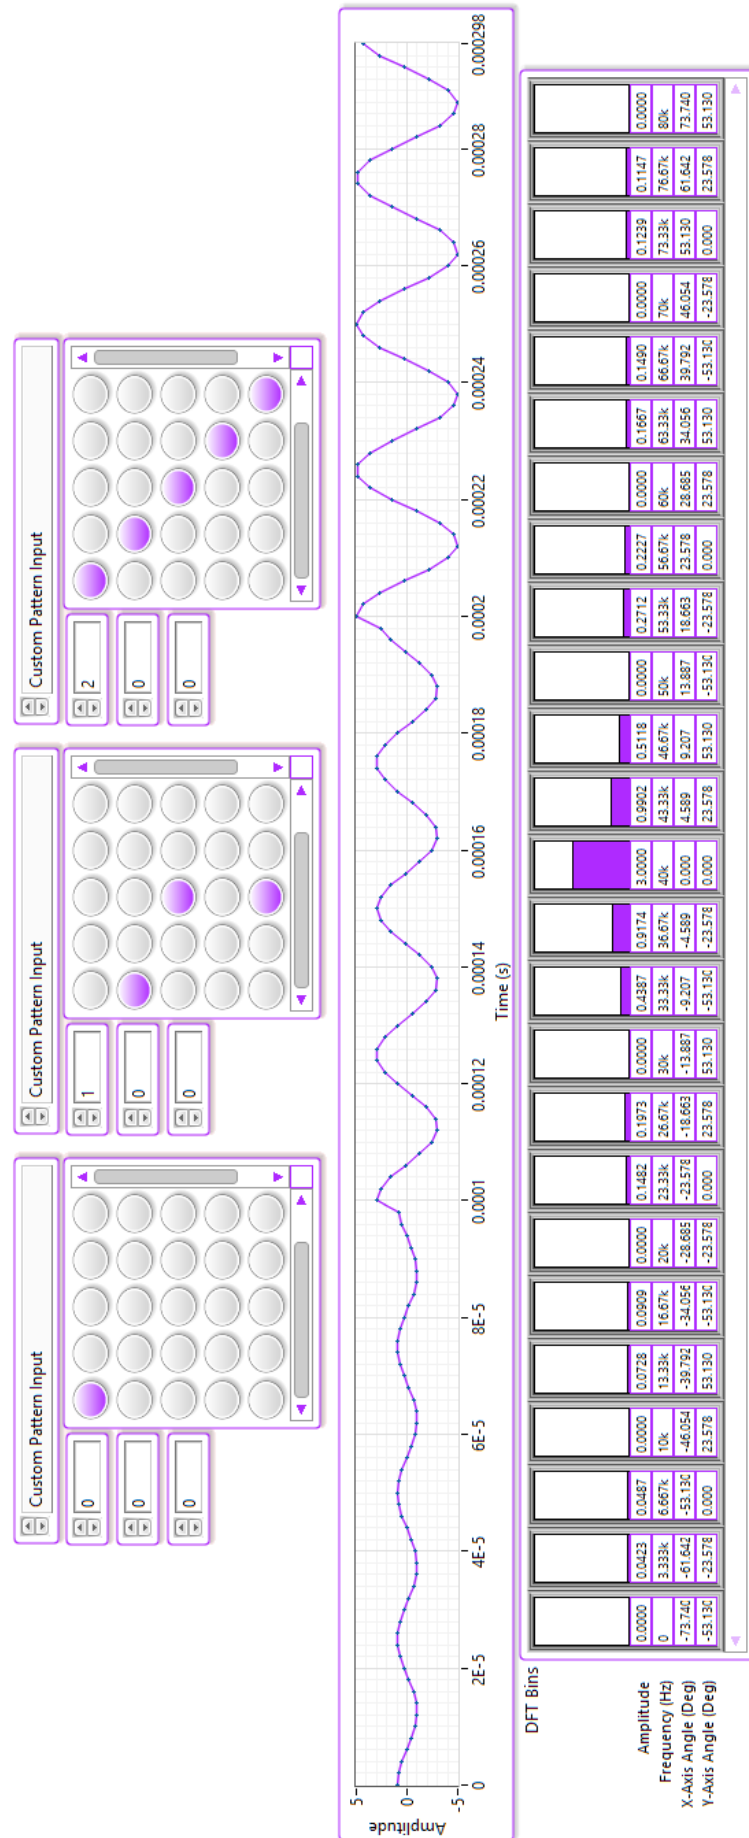 Custom Pattern Input
0
0
0
Custom Pattern Input
1
0
0
Custom Pattern Input
2
0
0
Amplitude
5
0
-5
0 2E-5 4E-5 6E-5 8E-5 0.0001 0.00012 0.00014 0.00016 0.00018 0.0002 0.00022 0.00024 0.00026 0.00028 0.000298
Time (s)
DFT Bins
Amplitude 0.0000 0.0423 0.0487 0.0000 0.0728 0.0909 0.0000 0.1482 0.1973 0.0000 0.4387 0.9174 3.0000 0.9902 0.5118 0.0000 0.2712 0.2227 0.0000 0.1667 0.1490 0.0000 0.1239 0.1147 0.0000
Frequency (Hz) 0 3.333k 6.667k 10k 13.33k 16.67k 20k 23.33k 26.67k 30k 33.33k 36.67k 40k 43.33k 46.67k 50k 53.33k 56.67k 60k 63.33k 66.67k 70k 73.33k 76.67k 80k
X-Axis Angle (Deg) -73.740 -61.642 -53.130 -46.054 -39.792 -34.056 -28.685 -23.578 -18.663 -13.887 -9.207 -4.589 0.000 4.589 9.207 13.887 18.663 23.578 28.685 34.056 39.792 46.054 53.130 61.642 73.740
Y-Axis Angle (Deg) -53.130 -23.578 0.000 23.578 53.130 -53.130 -23.578 0.000 23.578 53.130 -53.130 -23.578 0.000 23.578 53.130 -53.130 -23.578 0.000 23.578 53.130 -53.130 -23.578 0.000 23.578 53.130